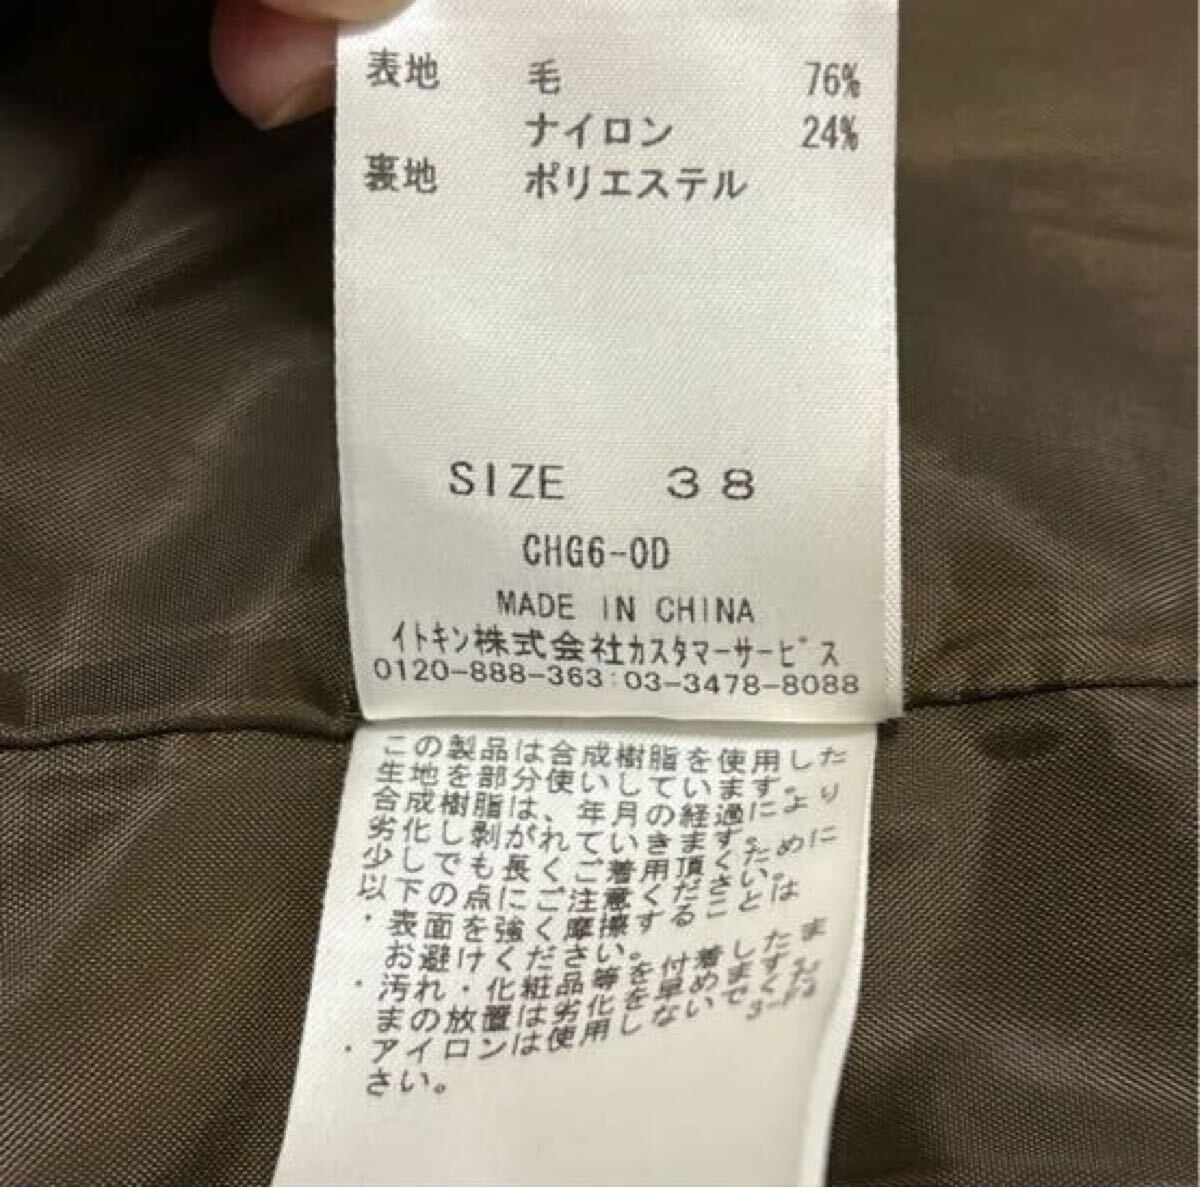 表地 毛 76%
ナイロン 24%
裏地 ポリエステル
SIZE 38
CHG6-0D
MADE IN CHINA
イトキン株式会社カスタマーサービス
0120-888-363:03-3478-8088
この製品は合成樹脂を使用した
生地を部分使いしています。
合成樹脂は、年月の経過により
劣化し剥がれていきます。
少しでも長くご着用頂くために
以下の点にご注意ください。
・表面を強く摩擦することは
お避けください。
・汚れ・化粧品等を付着したま
まの放置は劣化を早めます。
・アイロンは使用しないでくだ
さい。